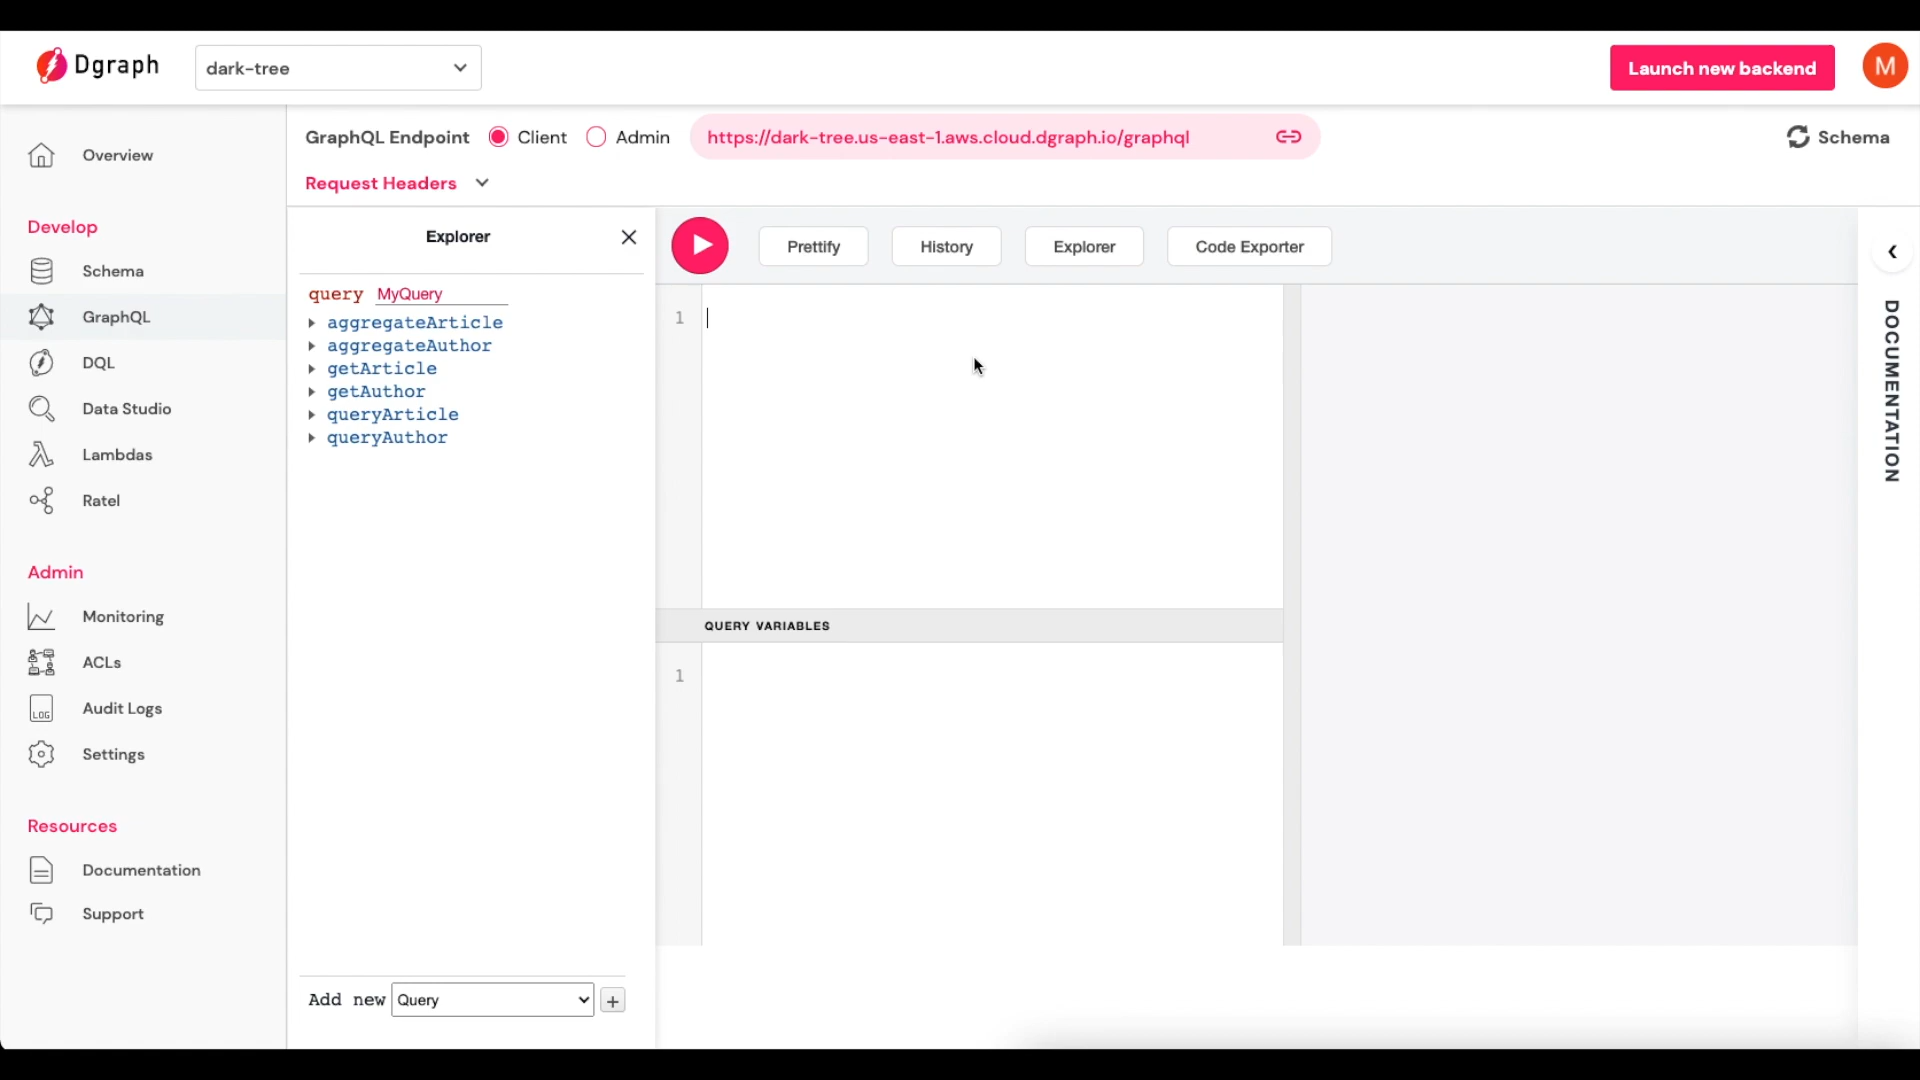 Dgraph
dark-tree
Launch new backend
M
GraphQL Endpoint
Client
Admin
https://dark-tree.us-east-1.aws.cloud.dgraph.io/graphql
Schema
Request Headers
Overview
Develop
Schema
GraphQL
DQL
Data Studio
Lambdas
Ratel
Admin
Monitoring
ACLs
LOG
Audit Logs
Settings
Resources
Documentation
Support
Explorer
query MyQuery
aggregateArticle
aggregateAuthor
getArticle
getAuthor
queryArticle
queryAuthor
Add new Query +
Prettify
History
Explorer
Code Exporter
1
QUERY VARIABLES
1
DOCUMENTATION